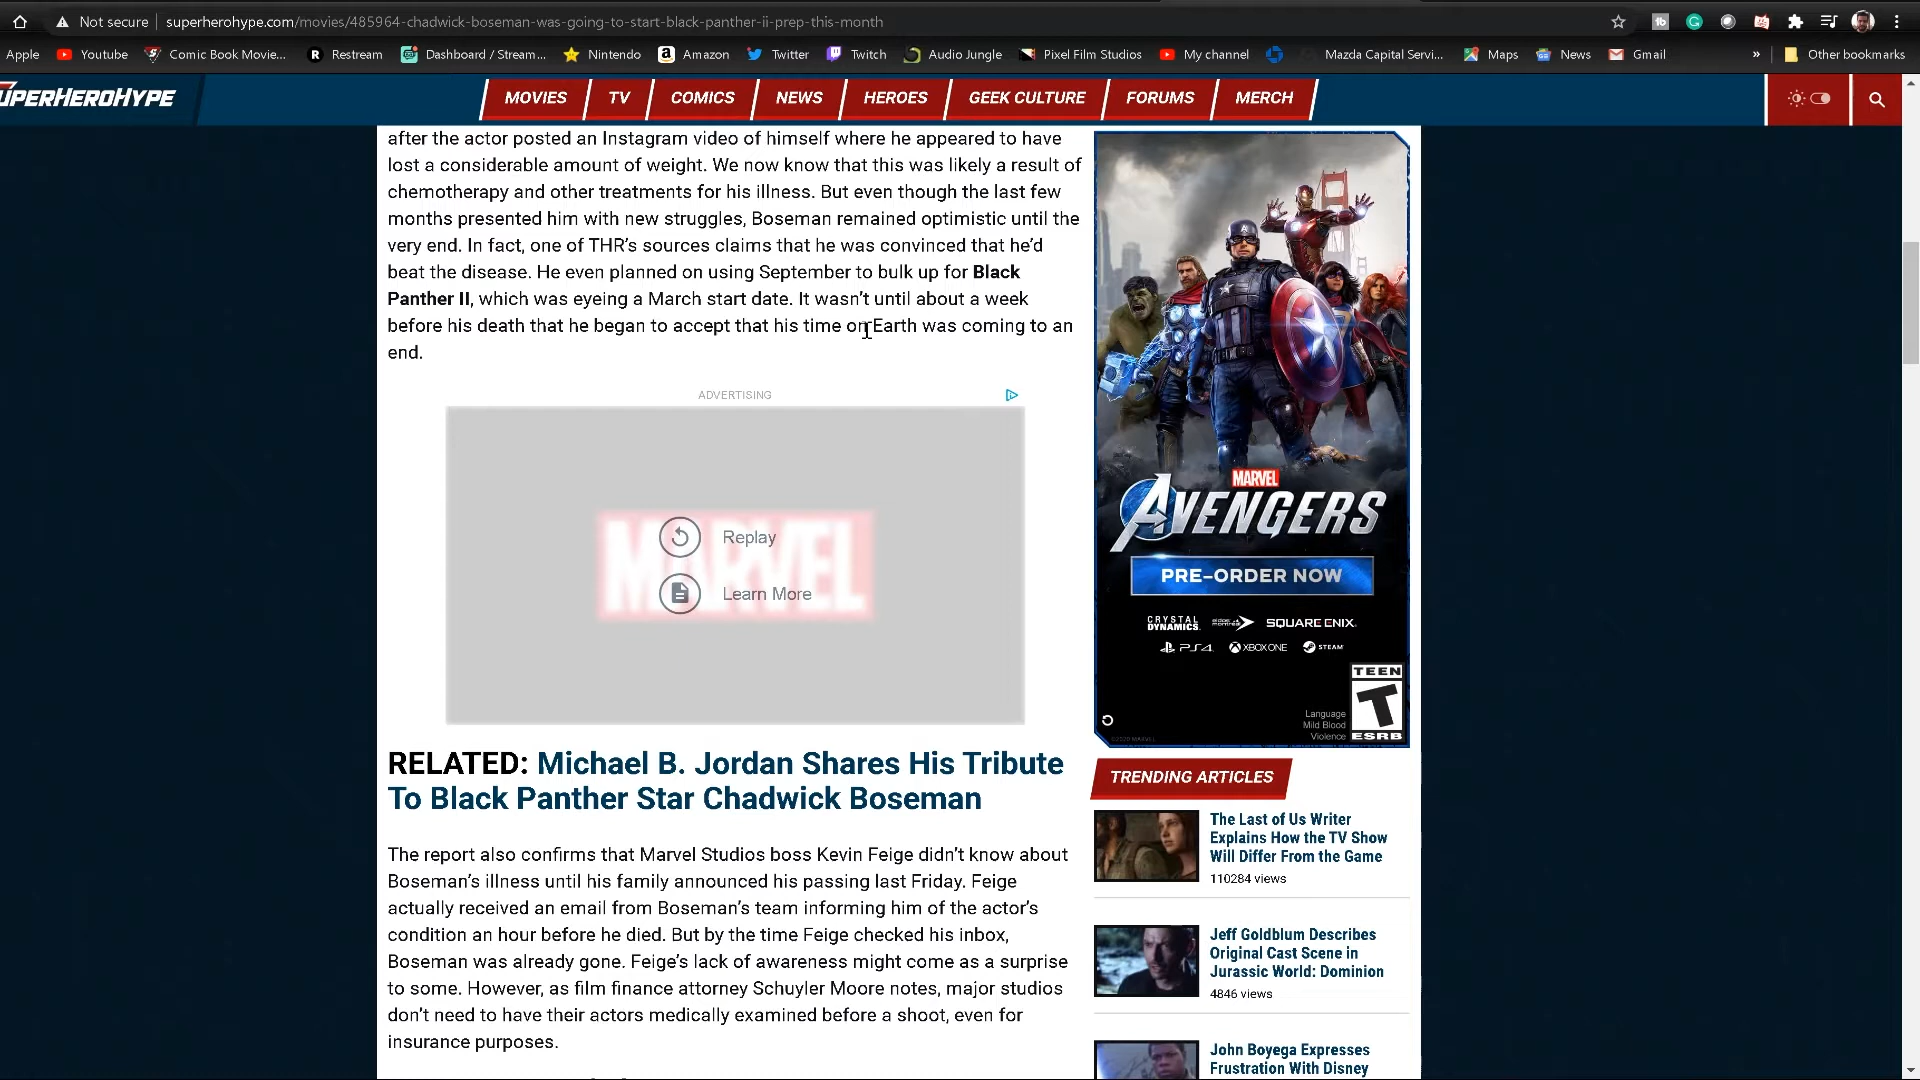 Not secure superherohype.com/movies/485964-chadwick-boseman-was-going-to-start-black-panther-ii-prep-this-month
Apple Youtube Comic Book Movie... Restream Dashboard / Stream... Nintendo Amazon Twitter Twitch Audio Jungle Pixel Film Studios My channel Mazda Capital Servi... Maps News Gmail » Other bookmarks
SUPERHEROHYPE MOVIES TV COMICS NEWS HEROES GEEK CULTURE FORUMS MERCH
after the actor posted an Instagram video of himself where he appeared to have
lost a considerable amount of weight. We now know that this was likely a result of
chemotherapy and other treatments for his illness. But even though the last few
months presented him with new struggles, Boseman remained optimistic until the
very end. In fact, one of THR’s sources claims that he was convinced that he’d
beat the disease. He even planned on using September to bulk up for Black
Panther II, which was eyeing a March start date. It wasn’t until about a week
before his death that he began to accept that his time on Earth was coming to an
end.
ADVERTISING
MARVEL
Replay
Learn More
RELATED: Michael B. Jordan Shares His Tribute
To Black Panther Star Chadwick Boseman
The report also confirms that Marvel Studios boss Kevin Feige didn’t know about
Boseman’s illness until his family announced his passing last Friday. Feige
actually received an email from Boseman’s team informing him of the actor’s
condition an hour before he died. But by the time Feige checked his inbox,
Boseman was already gone. Feige’s lack of awareness might come as a surprise
to some. However, as film finance attorney Schuyler Moore notes, major studios
don’t need to have their actors medically examined before a shoot, even for
insurance purposes.
MARVEL
AVENGERS
PRE-ORDER NOW
CRYSTAL DYNAMICS SQUARE ENIX
PS4 XBOX ONE STEAM
TEEN
T
Language
Mild Blood
Violence
ESRB
TRENDING ARTICLES
The Last of Us Writer
Explains How the TV Show
Will Differ From the Game
110284 views
Jeff Goldblum Describes
Original Cast Scene in
Jurassic World: Dominion
4846 views
John Boyega Expresses
Frustration With Disney